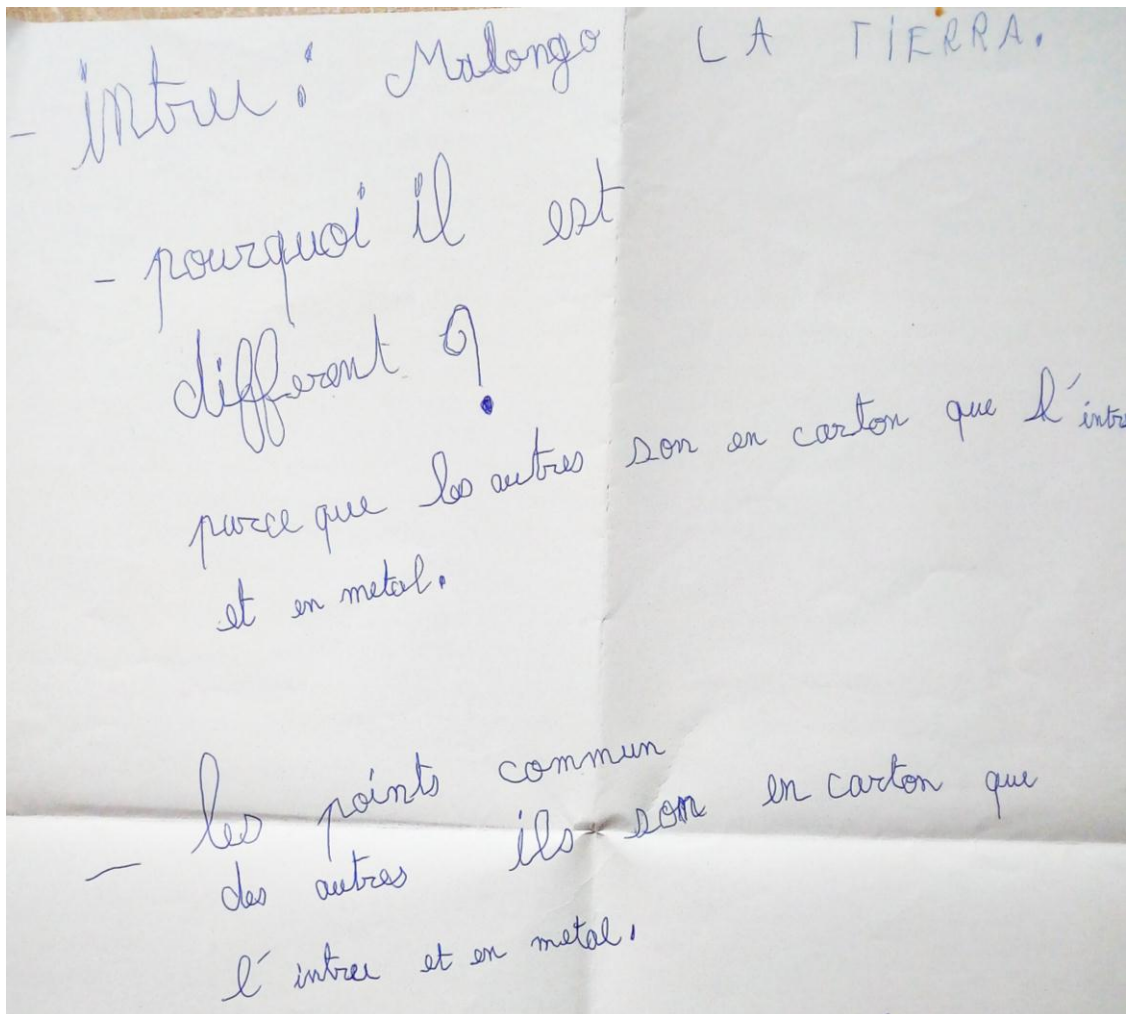 - intru : Malongo LA TIERRA.
- pourquoi il est
différent ?
parce que les autres son en carton que l'intru
et en metal.
- les points commun
des autres ils son en carton que
l'intru et en metal.